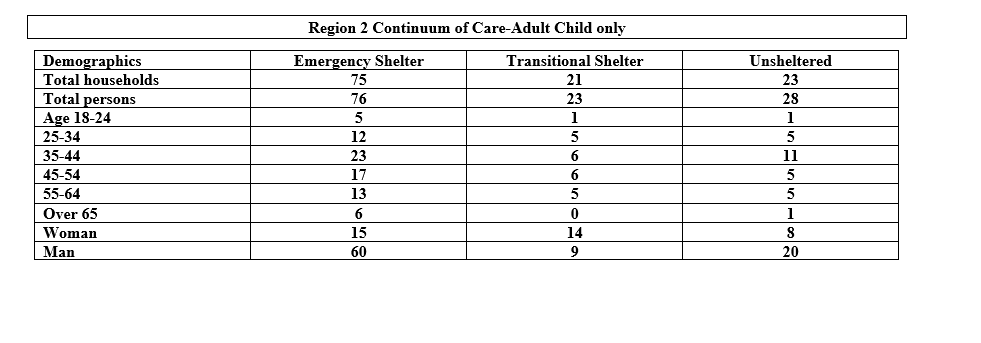 Region 2 Continuum of Care-Adult Child only
Demographics Emergency Shelter Transitional Shelter Unsheltered
Total households 75 21 23
Total persons 76 23 28
Age 18-24 5 1 1
25-34 12 5 5
35-44 23 6 11
45-54 17 6 5
55-64 13 5 5
Over 65 6 0 1
Woman 15 14 8
Man 60 9 20